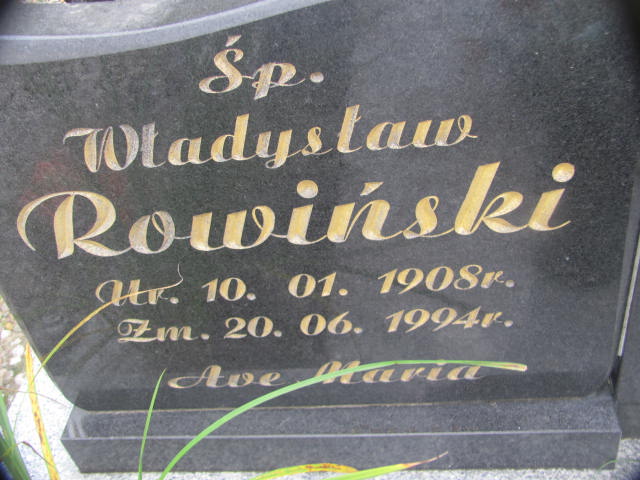 Śp.
Władysław
Rowiński
Ur. 10. 01. 1908r.
Zm. 20. 06. 1994r.
Ave Maria